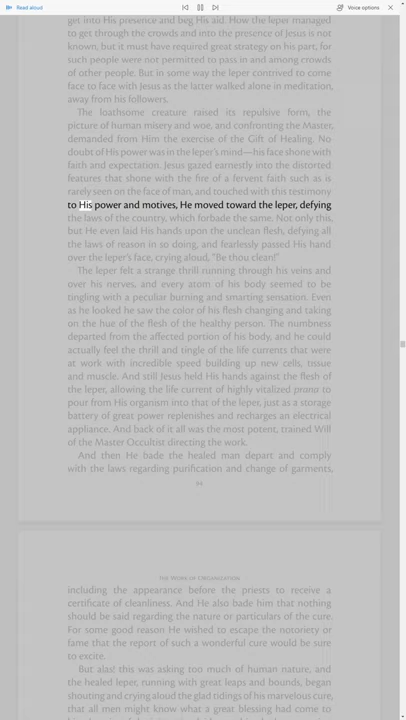 Read aloud
Voice options
get into His presence and beg His aid. How the leper managed
to get through the crowds and into the presence of Jesus is not
known, but it must have required great strategy on his part, for
such people were not permitted to pass in and among crowds
of other people. But in some way the leper contrived to come
face to face with Jesus as the latter walked alone in meditation,
away from his followers.
The loathsome creature raised its repulsive form, the
picture of human misery and woe, and confronting the Master,
demanded from Him the exercise of the Gift of Healing. No
doubt of His power was in the leper's mind—his face shone with
faith and expectation. Jesus gazed earnestly into the distorted
features that shone with the fire of a fervent faith such as is
rarely seen on the face of man, and touched with this testimony
to His power and motives, He moved toward the leper, defying
the laws of the country, which forbade the same. Not only this,
but He even laid His hands upon the unclean flesh, defying all
the laws of reason in so doing, and fearlessly passed His hand
over the leper's face, crying aloud, "Be thou clean!"
The leper felt a strange thrill running through his veins and
over his nerves, and every atom of his body seemed to be
tingling with a peculiar burning and smarting sensation. Even
as he looked he saw the color of his flesh changing and taking
on the hue of the flesh of the healthy person. The numbness
departed from the affected portion of his body, and he could
actually feel the thrill and tingle of the life currents that were
at work with incredible speed building up new cells, tissue
and muscle. And still Jesus held His hands against the flesh of
the leper, allowing the life current of highly vitalized prana to
pour from His organism into that of the leper, just as a storage
battery of great power replenishes and recharges an electrical
appliance. And back of it all was the most potent, trained Will
of the Master Occultist directing the work.
And then He bade the healed man depart and comply
with the laws regarding purification and change of garments,
The Work of Organization
including the appearance before the priests to receive a
certificate of cleanliness. And He also bade him that nothing
should be said regarding the nature or particulars of the cure.
For some good reason He wished to escape the notoriety or
fame that the report of such a wonderful cure would be sure
to excite.
But alas! this was asking too much of human nature, and
the healed leper, running with great leaps and bounds, began
shouting and crying aloud the glad tidings of his marvelous cure,
that all men might know what a great blessing had come to